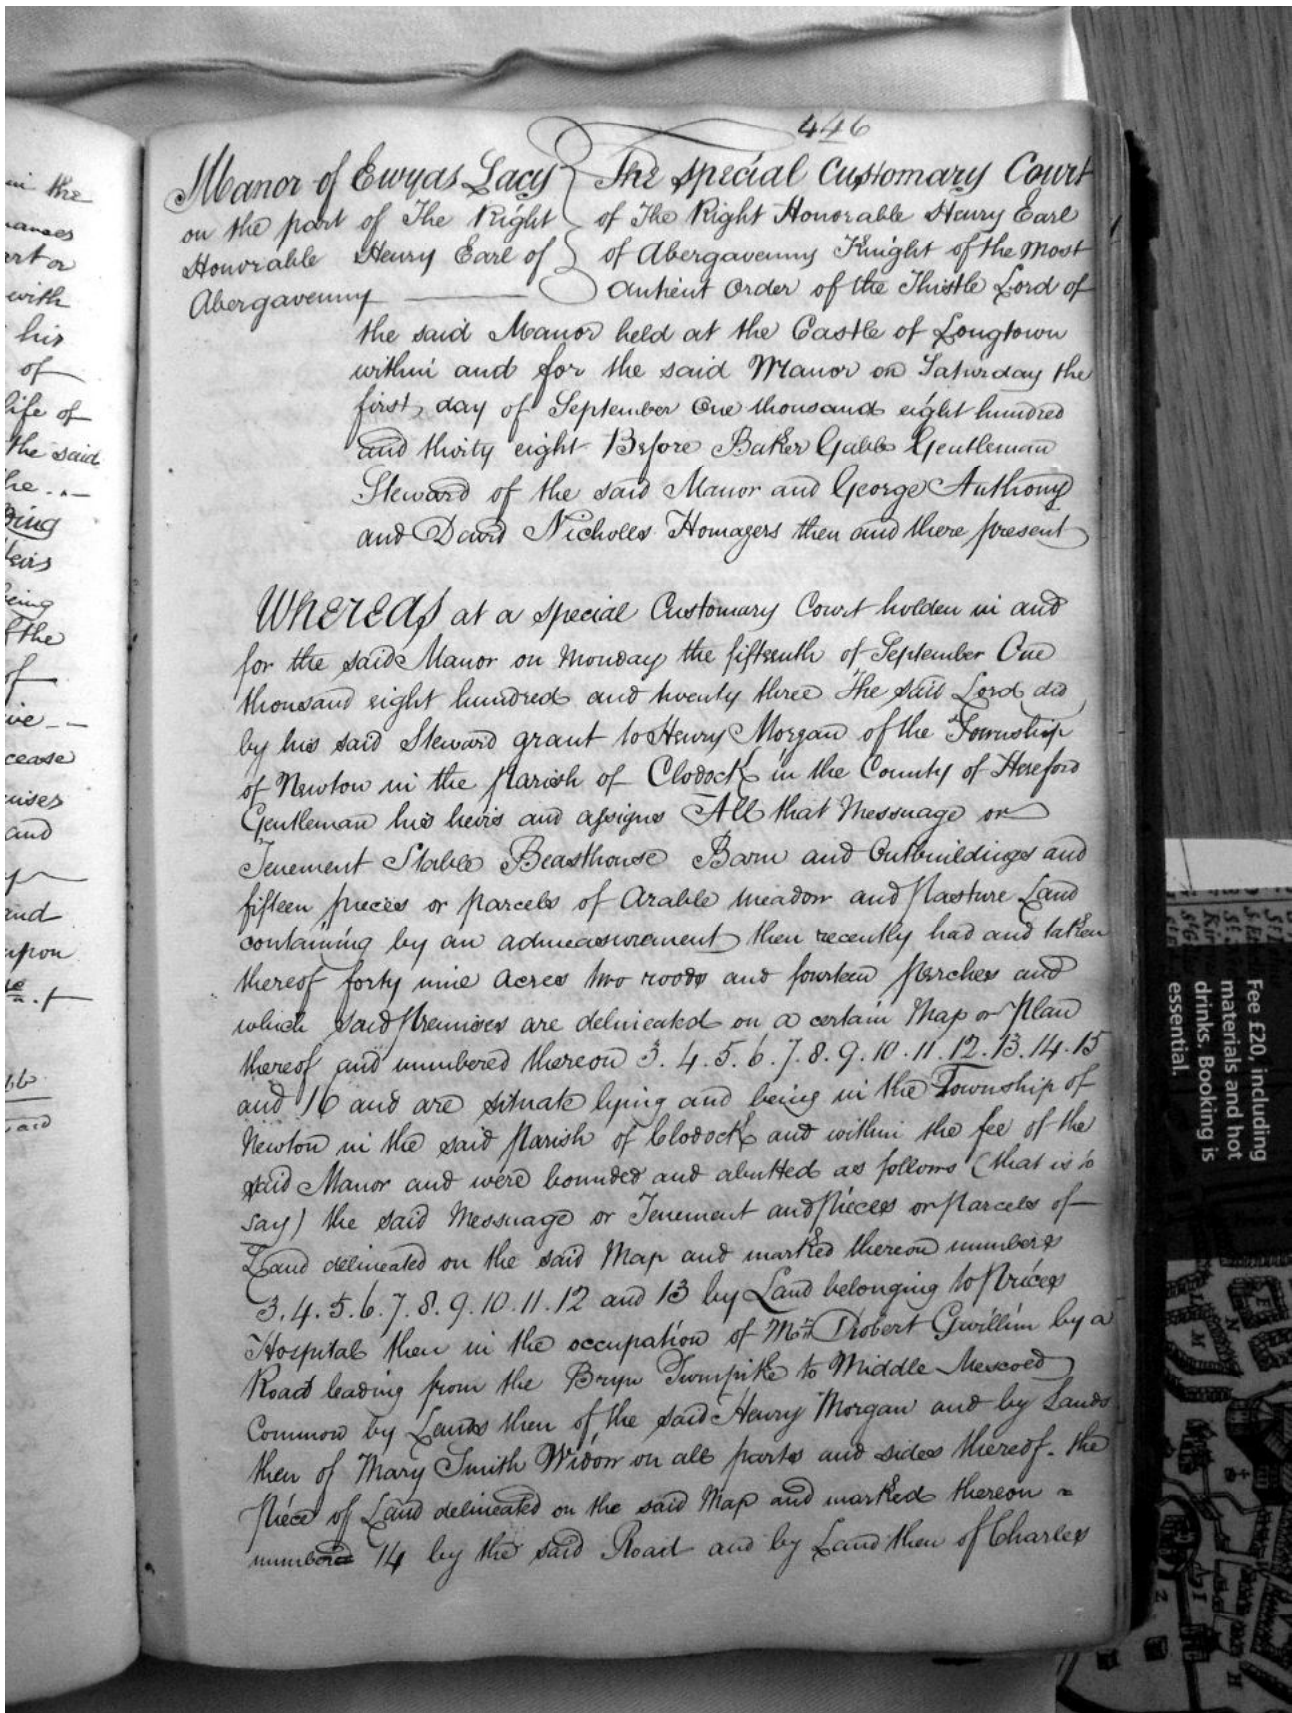 446
Manor of Ewyas Lacy
on the part of The Right
Honorable Henry Earl of
Abergavenny
The special Customary Court
of The Right Honorable Henry Earl
of Abergavenny Knight of the Most
Antient Order of the Thistle Lord of
the said Manor held at the Castle of Longtown
within and for the said Manor on Saturday the
first day of September One thousand eight hundred
and thirty eight Before Baker Gabb Gentleman
Steward of the said Manor and George Anthony
and David Nicholls Homagers then and there present
Whereas at a special Customary Court holden in and
for the said Manor on Monday the fifteenth of September One
thousand eight hundred and twenty three The said Lord did
by his said Steward grant to Henry Morgan of the Township
of Newton in the Parish of Clodock in the County of Hereford
Gentleman his heirs and assigns All that Messuage or
Tenement Stable Beasthouse Barn and Outbuildings and
fifteen pieces or parcels of Arable meadow and Pasture Land
containing by an admeasurement then recently had and taken
thereof forty nine Acres two roods and fourteen perches and
which said Premises are delineated on a certain Map or Plan
thereof and numbered thereon 3. 4. 5. 6. 7. 8. 9. 10. 11. 12. 13. 14. 15
and 16 and are situate lying and being in the Township of
Newton in the said Parish of Clodock and within the fee of the
said Manor and were bounded and abutted as follows (that is to
say) the said Messuage or Tenement and Pieces or Parcels of
Land delineated on the said Map and marked thereon numbers
3. 4. 5. 6. 7. 8. 9. 10. 11. 12 and 13 by Land belonging to Prices
Hospital then in the occupation of Mr. Probert Gwillim by a
Road leading from the Bryn Turnpike to Middle Mescoed
Common by Lands then of the said Henry Morgan and by Lands
then of Mary Smith Widow on all parts and sides thereof. the
Piece of Land delineated on the said Map and marked thereon
number 14 by the said Road and by Land then of Charles
in the
with
his
of
life of
the said
the
of
and
upon
Fee £20, including
materials and hot
drinks. Booking is
essential.